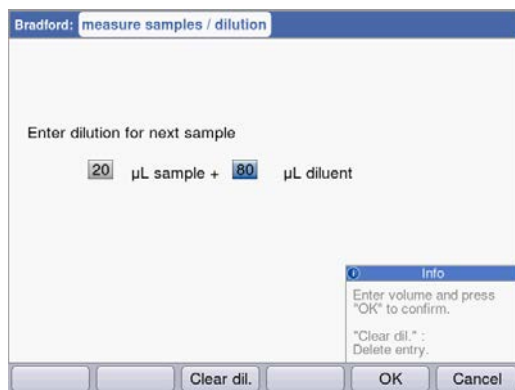 Bradford: measure samples / dilution
Enter dilution for next sample
20 µL sample + 80 µL diluent
Info
Enter volume and press
"OK" to confirm.
"Clear dil." :
Delete entry.
Clear dil. OK Cancel